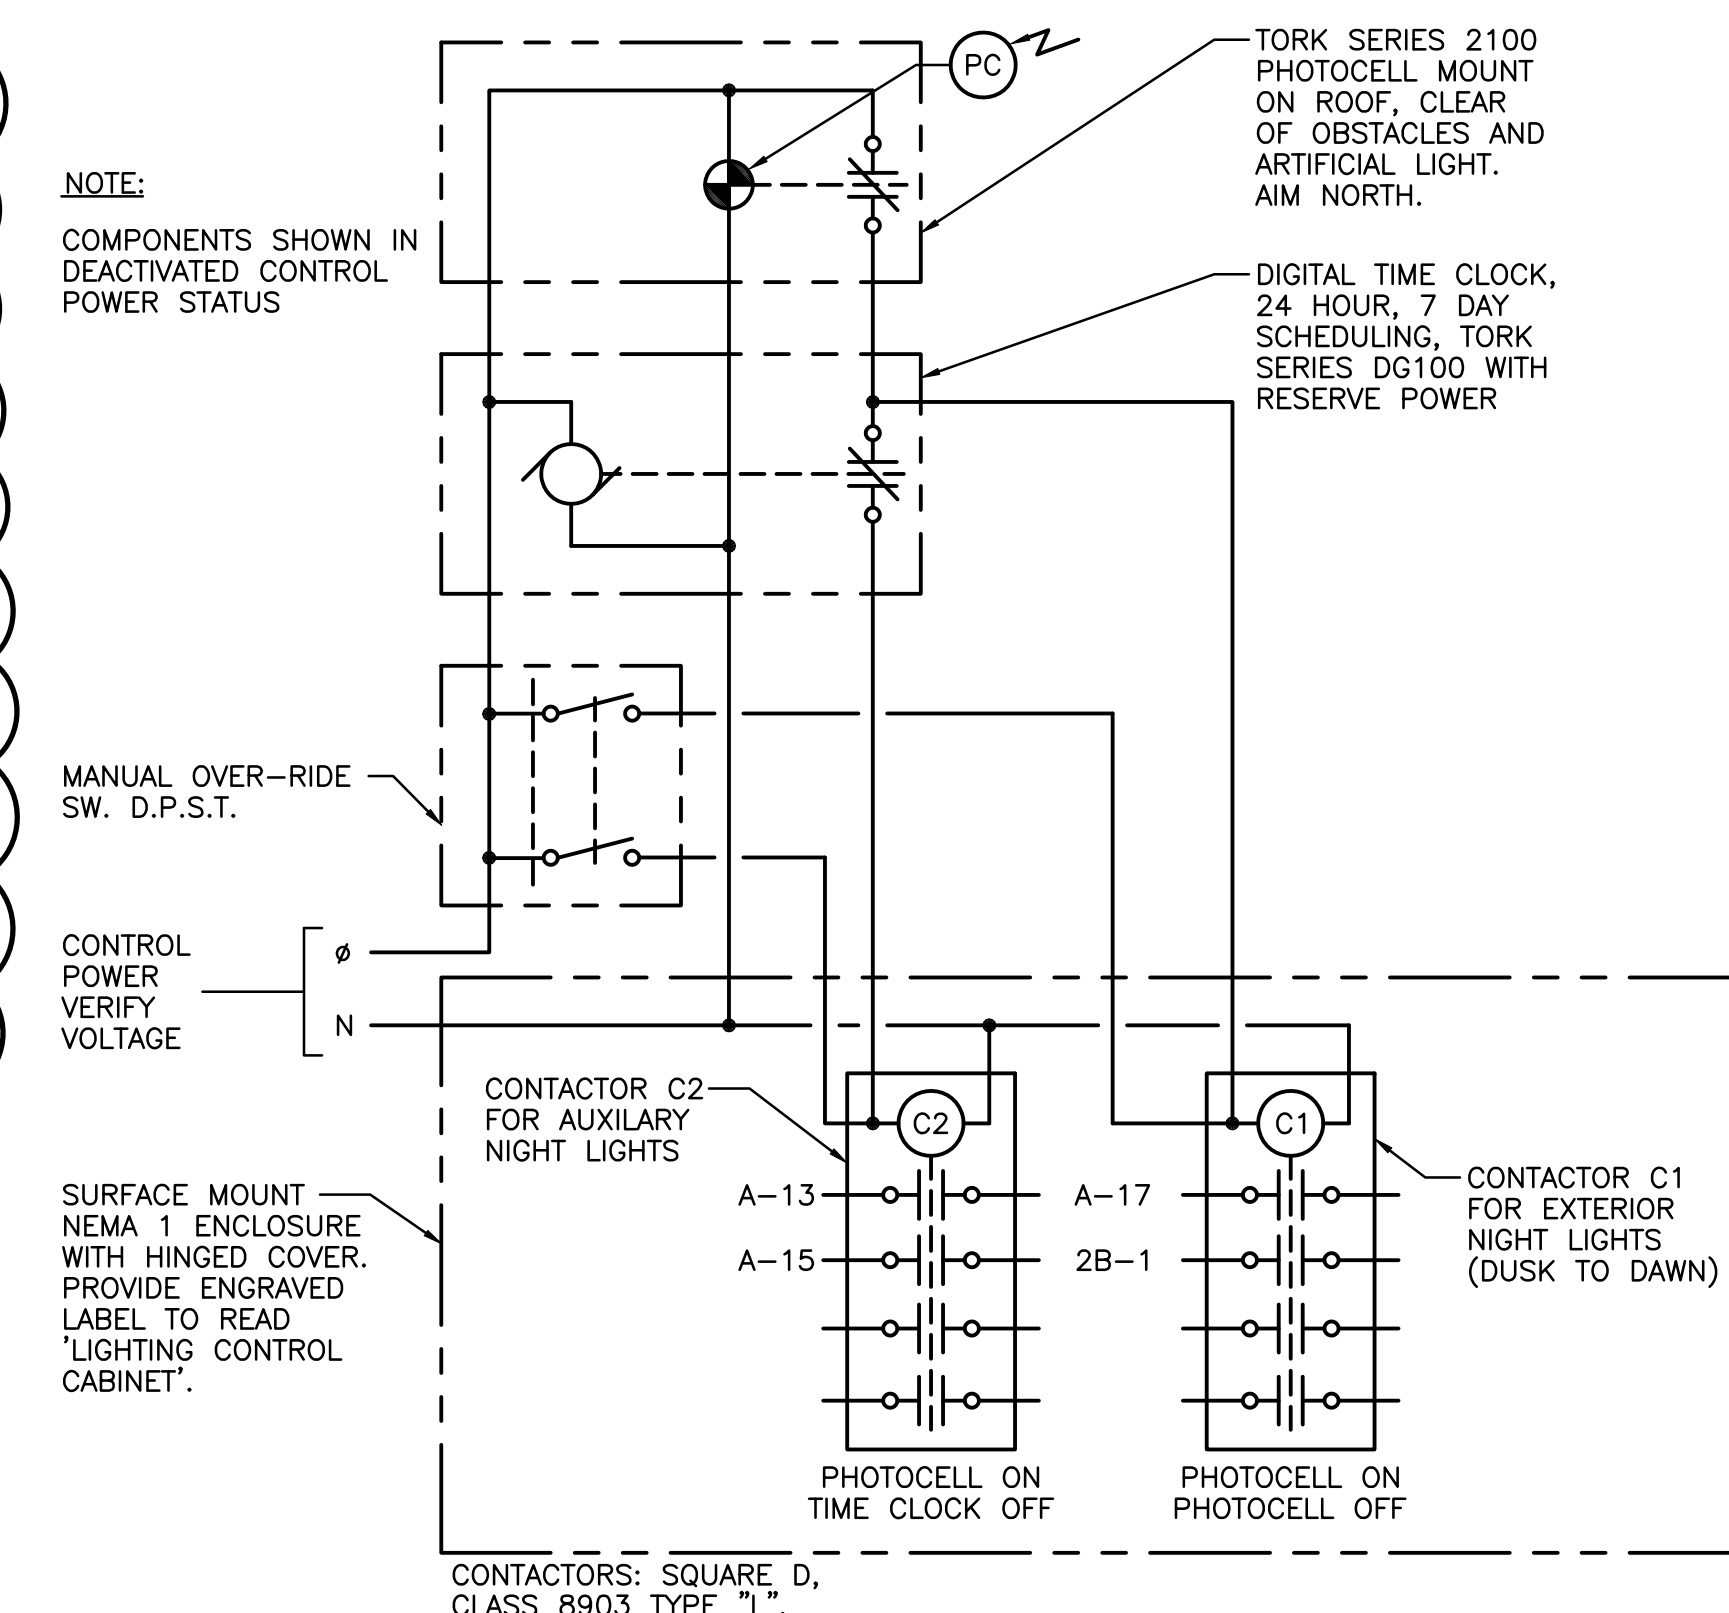 PC
TORK SERIES 2100
PHOTOCELL MOUNT
ON ROOF, CLEAR
OF OBSTACLES AND
ARTIFICIAL LIGHT.
AIM NORTH.
NOTE:
COMPONENTS SHOWN IN
DEACTIVATED CONTROL
POWER STATUS
DIGITAL TIME CLOCK,
24 HOUR, 7 DAY
SCHEDULING, TORK
SERIES DG100 WITH
RESERVE POWER
MANUAL OVER-RIDE
SW. D.P.S.T.
CONTROL
POWER
VERIFY
VOLTAGE
ø
N
CONTACTOR C2
FOR AUXILARY
NIGHT LIGHTS
C2
C1
A-13
A-15
A-17
2B-1
CONTACTOR C1
FOR EXTERIOR
NIGHT LIGHTS
(DUSK TO DAWN)
SURFACE MOUNT
NEMA 1 ENCLOSURE
WITH HINGED COVER.
PROVIDE ENGRAVED
LABEL TO READ
'LIGHTING CONTROL
CABINET'.
PHOTOCELL ON
TIME CLOCK OFF
PHOTOCELL ON
PHOTOCELL OFF
CONTACTORS: SQUARE D,
CLASS 8903 TYPE "L".